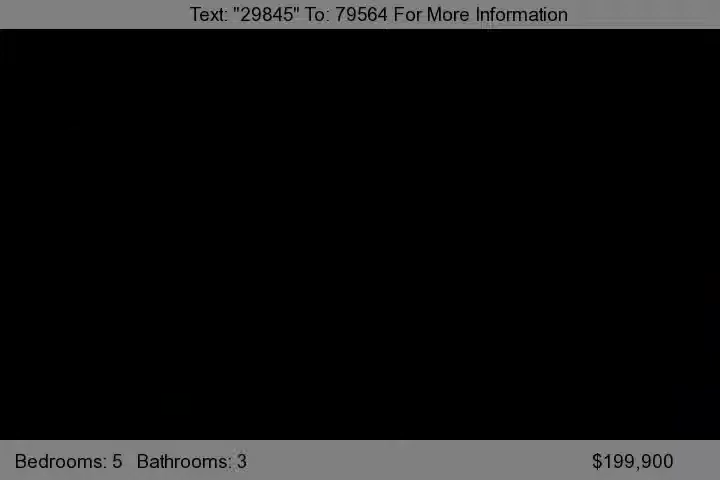 Text: "29845" To: 79564 For More Information
Bedrooms: 5 Bathrooms: 3 $199,900